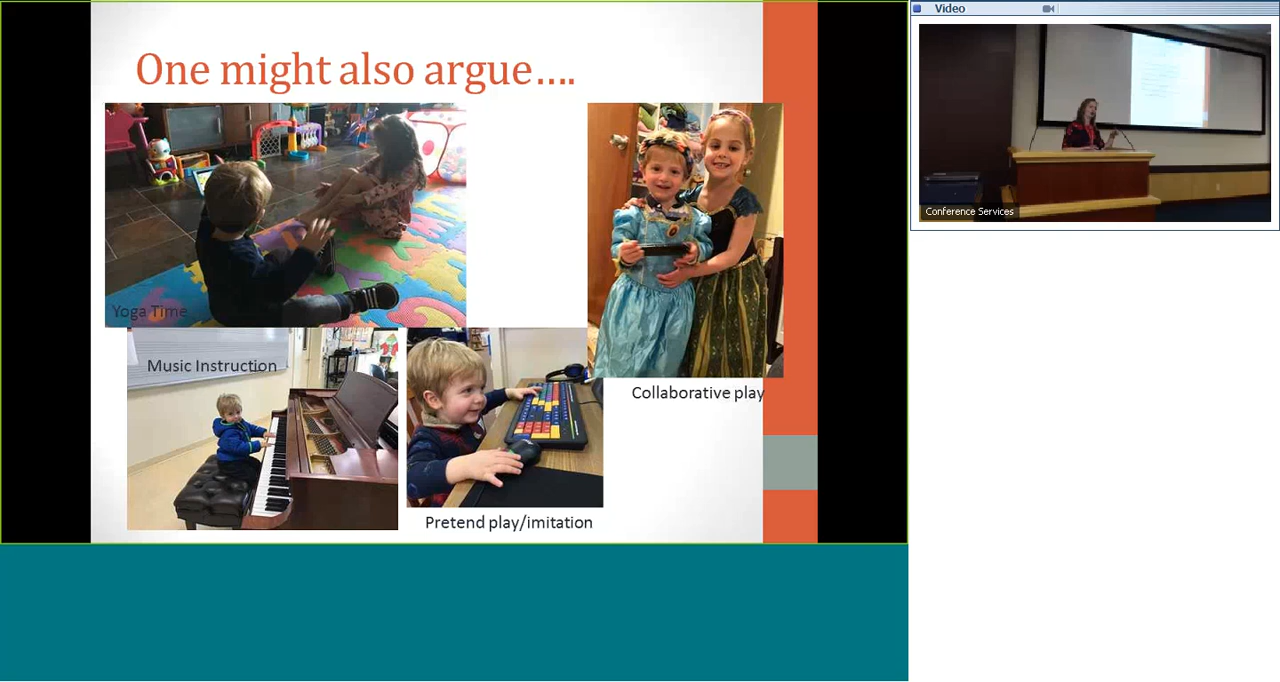 One might also argue....
Yoga Time
Music Instruction
Collaborative play
Pretend play/imitation
Video
Conference Services